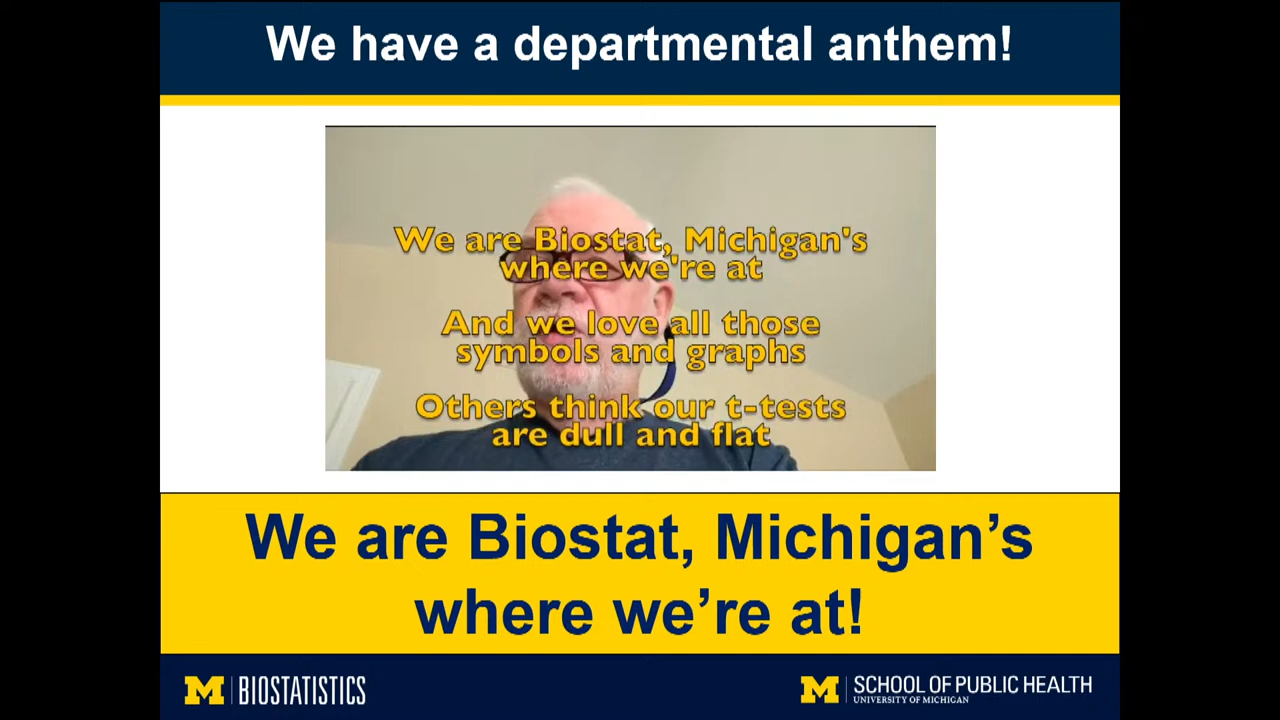 We have a departmental anthem!
We are Biostat, Michigan's
where we're at
And we love all those
symbols and graphs
Others think our t-tests
are dull and flat
We are Biostat, Michigan’s
where we’re at!
M BIOSTATISTICS
M SCHOOL OF PUBLIC HEALTH
UNIVERSITY OF MICHIGAN